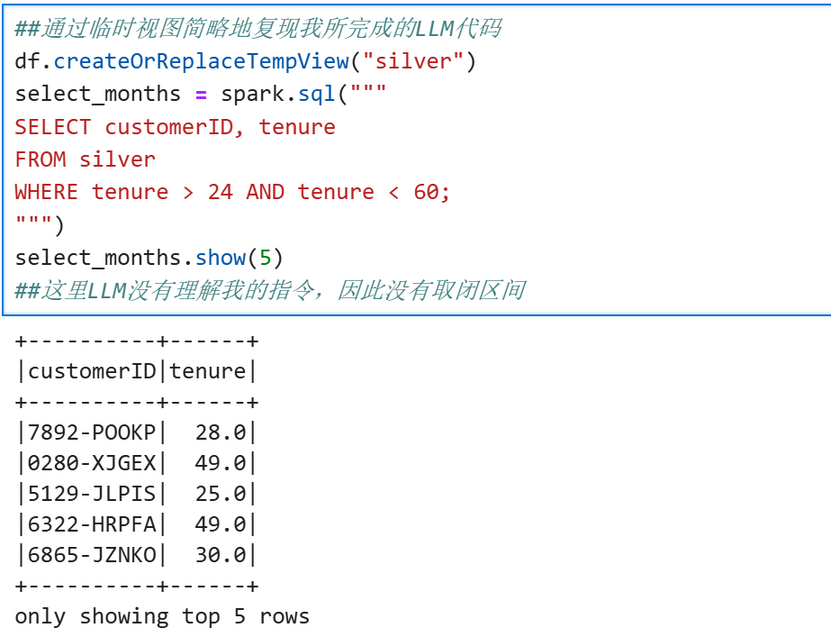 ##通过临时视图简略地复现我所完成的LLM代码
df.createOrReplaceTempView("silver")
select_months = spark.sql("""
SELECT customerID, tenure
FROM silver
WHERE tenure > 24 AND tenure < 60;
""")
select_months.show(5)
##这里LLM没有理解我的指令，因此没有取闭区间
+----------+------+
|customerID|tenure|
+----------+------+
|7892-POOKP|  28.0|
|0280-XJGEX|  49.0|
|5129-JLPIS|  25.0|
|6322-HRPFA|  49.0|
|6865-JZNKO|  30.0|
+----------+------+
only showing top 5 rows